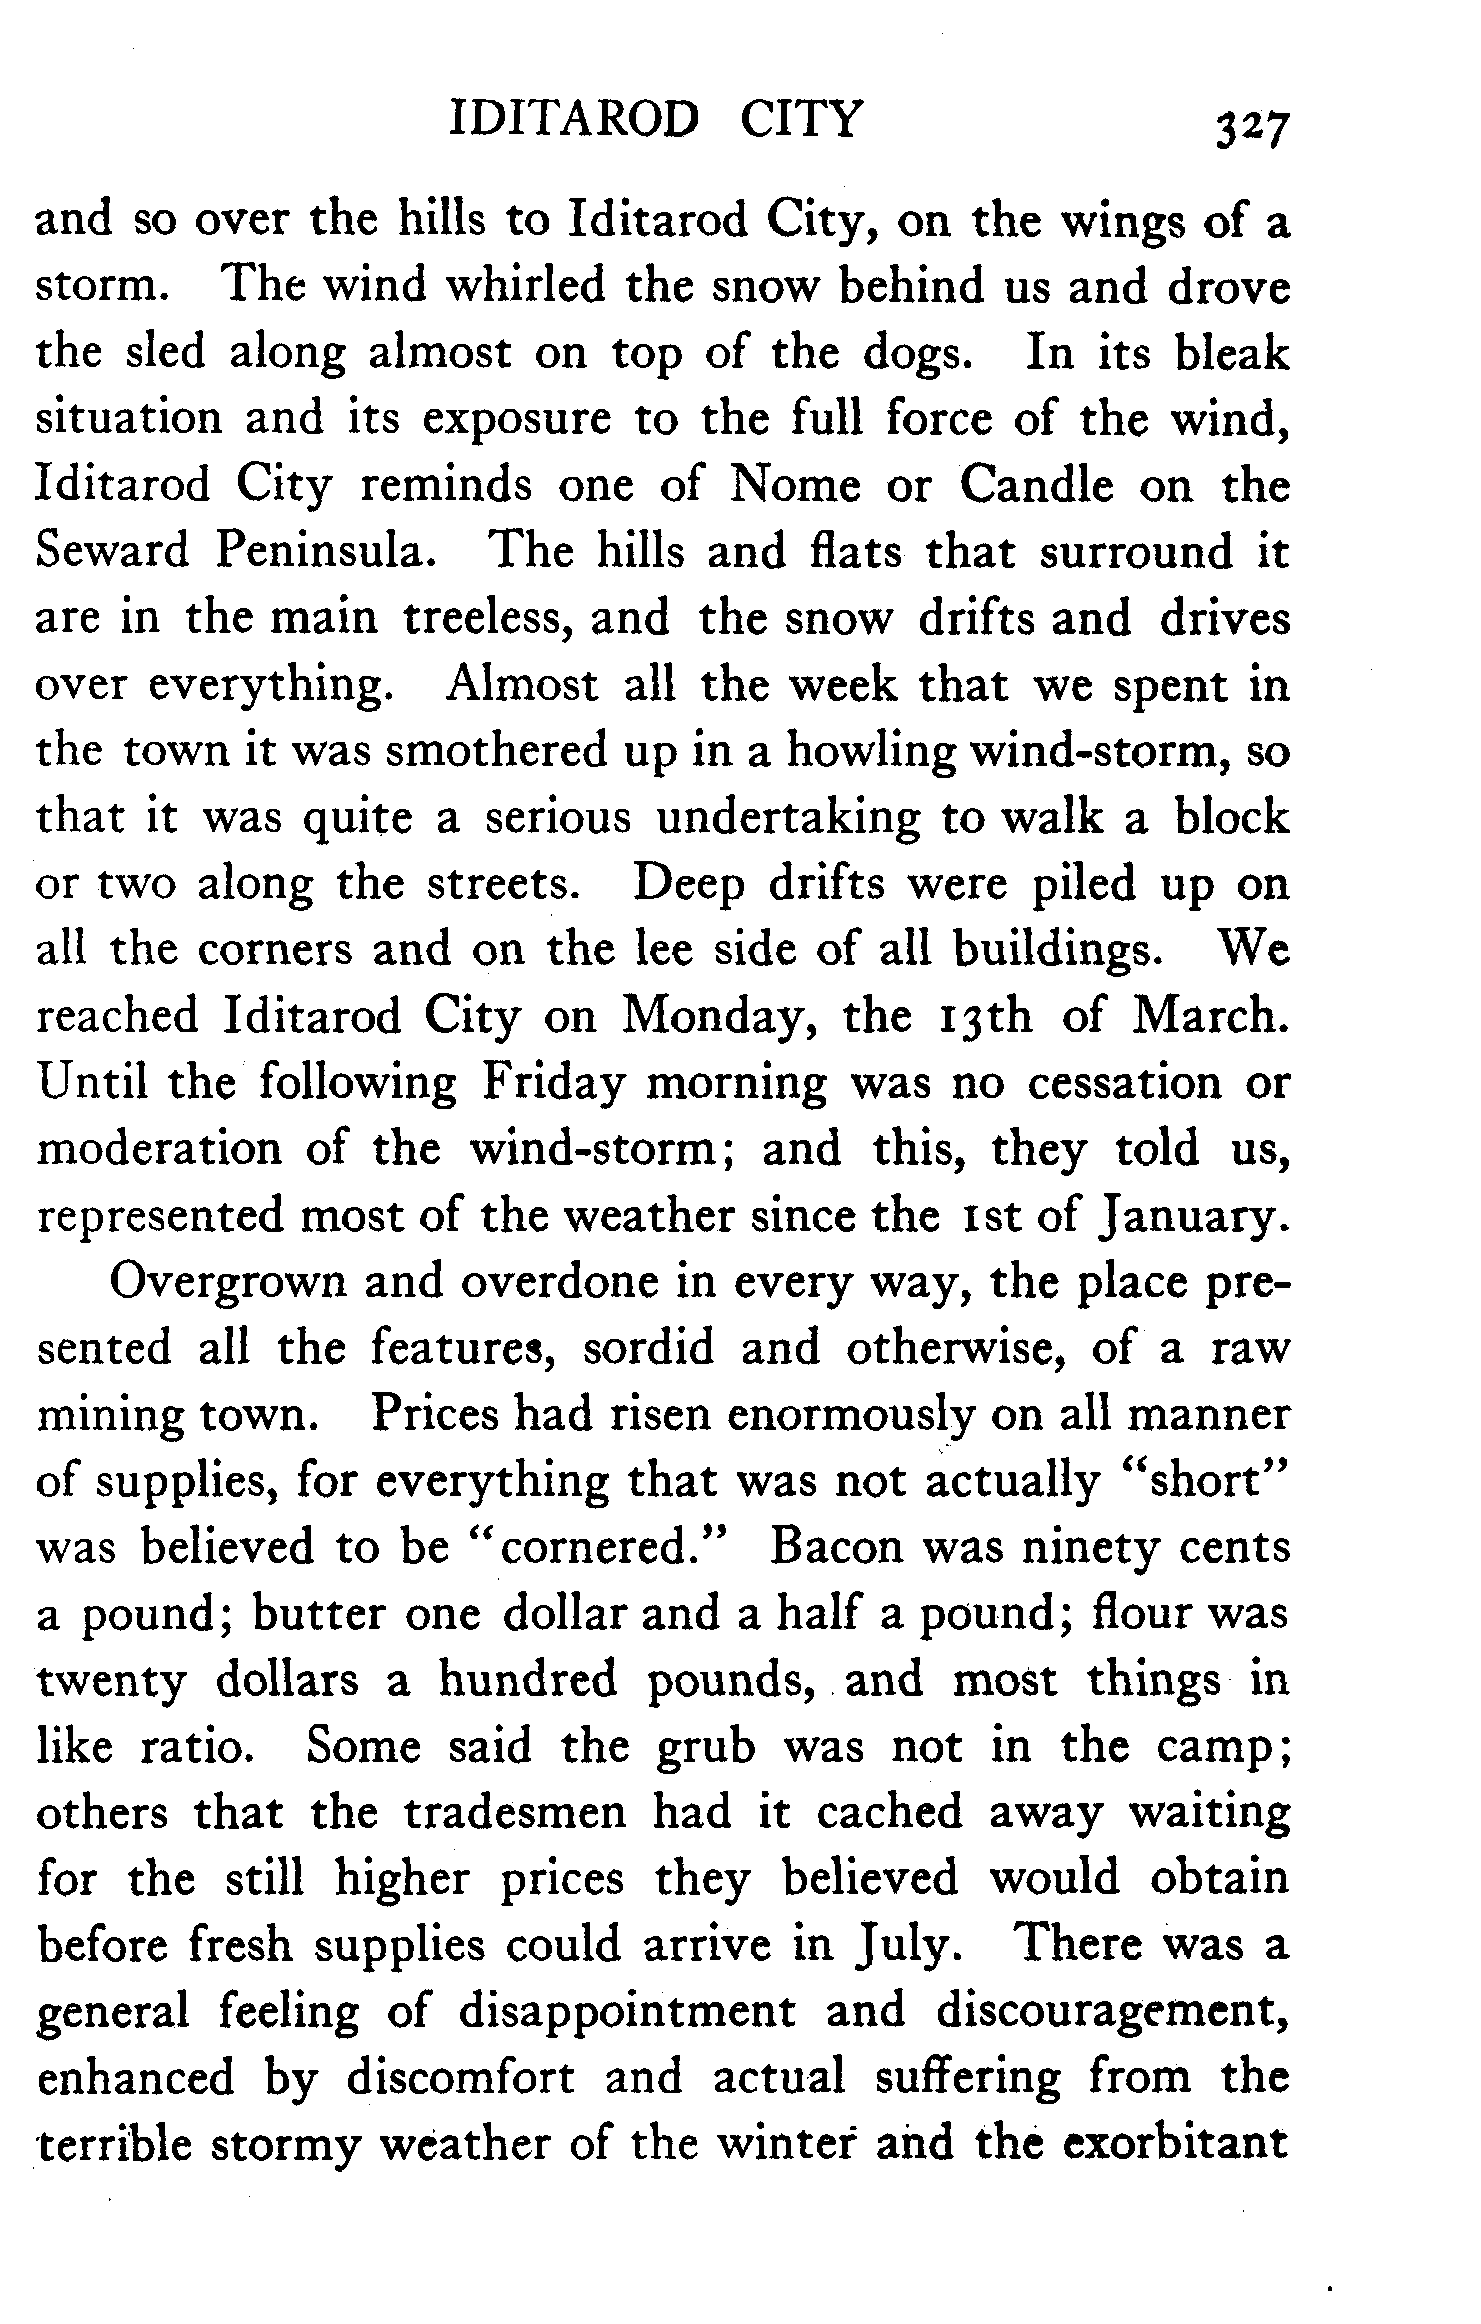 IDITAROD CITY 327
and so over the hills to Iditarod City, on the wings of a
storm. The wind whirled the snow behind us and drove
the sled along almost on top of the dogs. In its bleak
situation and its exposure to the full force of the wind,
Iditarod City reminds one of Nome or Candle on the
Seward Peninsula. The hills and flats that surround it
are in the main treeless, and the snow drifts and drives
over everything. Almost all the week that we spent in
the town it was smothered up in a howling wind-storm, so
that it was quite a serious undertaking to walk a block
or two along the streets. Deep drifts were piled up on
all the corners and on the lee side of all buildings. We
reached Iditarod City on Monday, the 13th of March.
Until the following Friday morning was no cessation or
moderation of the wind-storm; and this, they told us,
represented most of the weather since the 1st of January.
Overgrown and overdone in every way, the place pre-
sented all the features, sordid and otherwise, of a raw
mining town. Prices had risen enormously on all manner
of supplies, for everything that was not actually “short”
was believed to be “cornered.” Bacon was ninety cents
a pound; butter one dollar and a half a pound; flour was
twenty dollars a hundred pounds, and most things in
like ratio. Some said the grub was not in the camp;
others that the tradesmen had it cached away waiting
for the still higher prices they believed would obtain
before fresh supplies could arrive in July. There was a
general feeling of disappointment and discouragement,
enhanced by discomfort and actual suffering from the
terrible stormy weather of the winter and the exorbitant